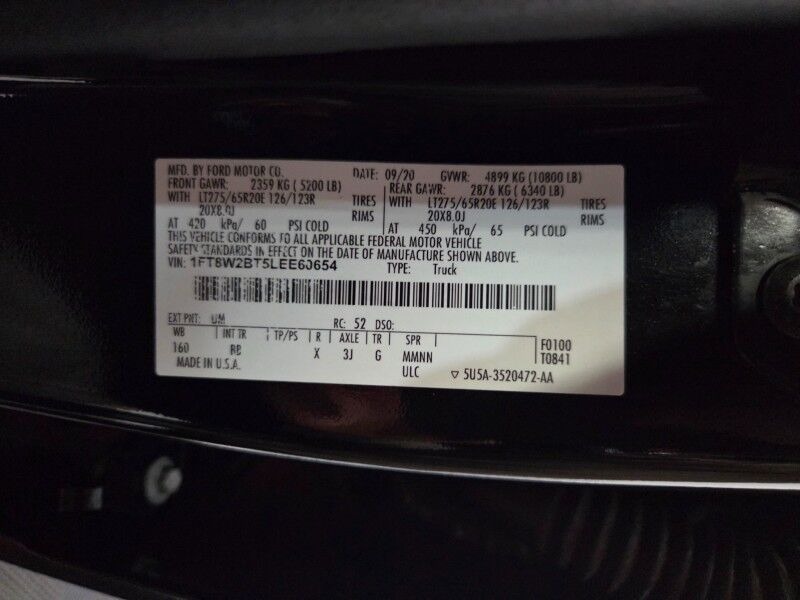 MFD. BY FORD MOTOR CO. DATE: 09/20 GVWR: 4899 KG (10800 LB)
FRONT GAWR: 2359 KG (5200 LB) REAR GAWR: 2876 KG (6340 LB)
WITH LT275/65R20E 126/123R TIRES WITH LT275/65R20E 126/123R TIRES
20X8.0J RIMS 20X8.0J RIMS
AT 420 kPa/ 60 PSI COLD AT 450 kPa/ 65 PSI COLD
THIS VEHICLE CONFORMS TO ALL APPLICABLE FEDERAL MOTOR VEHICLE
SAFETY STANDARDS IN EFFECT ON THE DATE OF MANUFACTURE SHOWN ABOVE.
VIN: 1FT8W2BT5LEE60654 TYPE: Truck
EXT PNT: UM RC: 52 DSO:
WB INT TR TP/PS R AXLE TR SPR F0100
160 RB X 3J G MMNN T0841
MADE IN U.S.A. ULC ▽ 5U5A-3520472-AA